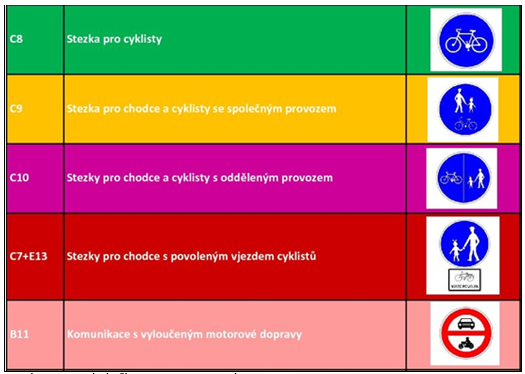 C8 Stezka pro cyklisty
C9 Stezka pro chodce a cyklisty se společným provozem
C10 Stezky pro chodce a cyklisty s odděleným provozem
C7+E13 Stezky pro chodce s povoleným vjezdem cyklistů
B11 Komunikace s vyloučeným motorové dopravy